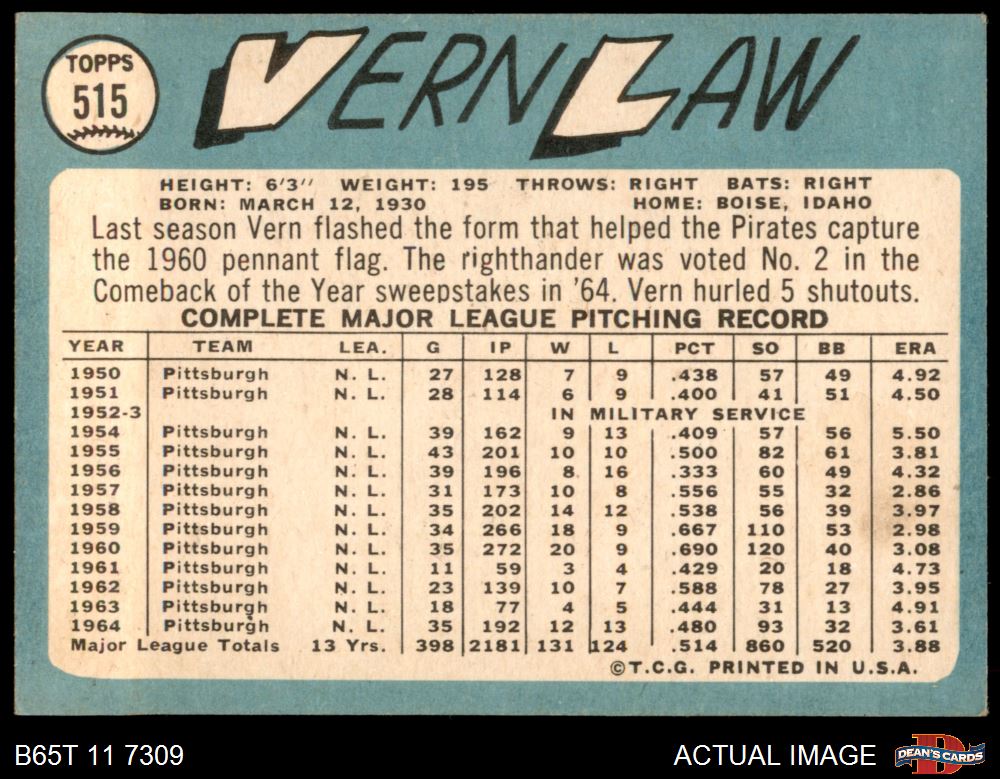 TOPPS
515
VERN LAW
HEIGHT: 6'3" WEIGHT: 195 THROWS: RIGHT BATS: RIGHT
BORN: MARCH 12, 1930 HOME: BOISE, IDAHO
Last season Vern flashed the form that helped the Pirates capture
the 1960 pennant flag. The righthander was voted No. 2 in the
Comeback of the Year sweepstakes in '64. Vern hurled 5 shutouts.
COMPLETE MAJOR LEAGUE PITCHING RECORD
YEAR TEAM LEA. G IP W L PCT SO BB ERA
1950 Pittsburgh N. L. 27 128 7 9 .438 57 49 4.92
1951 Pittsburgh N. L. 28 114 6 9 .400 41 51 4.50
1952-3 IN MILITARY SERVICE
1954 Pittsburgh N. L. 39 162 9 13 .409 57 56 5.50
1955 Pittsburgh N. L. 43 201 10 10 .500 82 61 3.81
1956 Pittsburgh N. L. 39 196 8 16 .333 60 49 4.32
1957 Pittsburgh N. L. 31 173 10 8 .556 55 32 2.86
1958 Pittsburgh N. L. 35 202 14 12 .538 56 39 3.97
1959 Pittsburgh N. L. 34 266 18 9 .667 110 53 2.98
1960 Pittsburgh N. L. 35 272 20 9 .690 120 40 3.08
1961 Pittsburgh N. L. 11 59 3 4 .429 20 18 4.73
1962 Pittsburgh N. L. 23 139 10 7 .588 78 27 3.95
1963 Pittsburgh N. L. 18 77 4 5 .444 31 13 4.91
1964 Pittsburgh N. L. 35 192 12 13 .480 93 32 3.61
Major League Totals 13 Yrs. 398 2181 131 124 .514 860 520 3.88
©T.C.G. PRINTED IN U.S.A.
B65T 11 7309 ACTUAL IMAGE DEAN'S CARDS